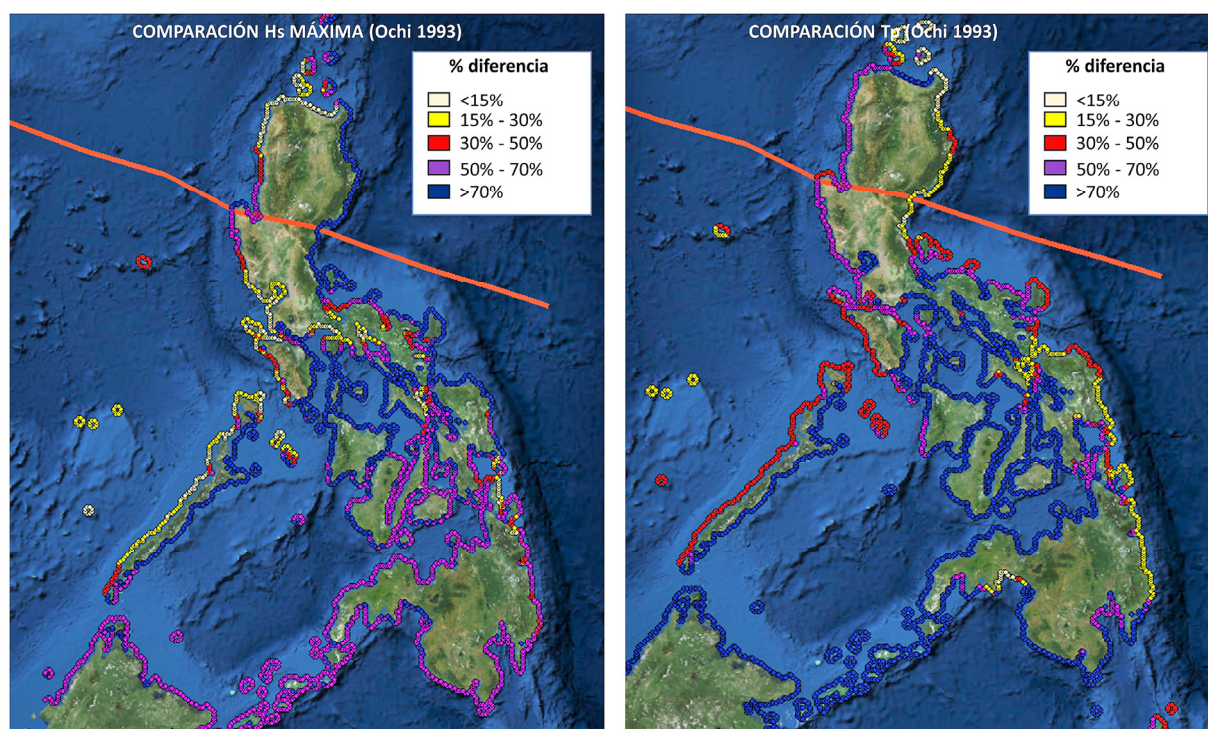 COMPARACIÓN Hs MÁXIMA (Ochi 1993)
% diferencia
<15%
15% - 30%
30% - 50%
50% - 70%
>70%
COMPARACIÓN Tp (Ochi 1993)
% diferencia
<15%
15% - 30%
30% - 50%
50% - 70%
>70%